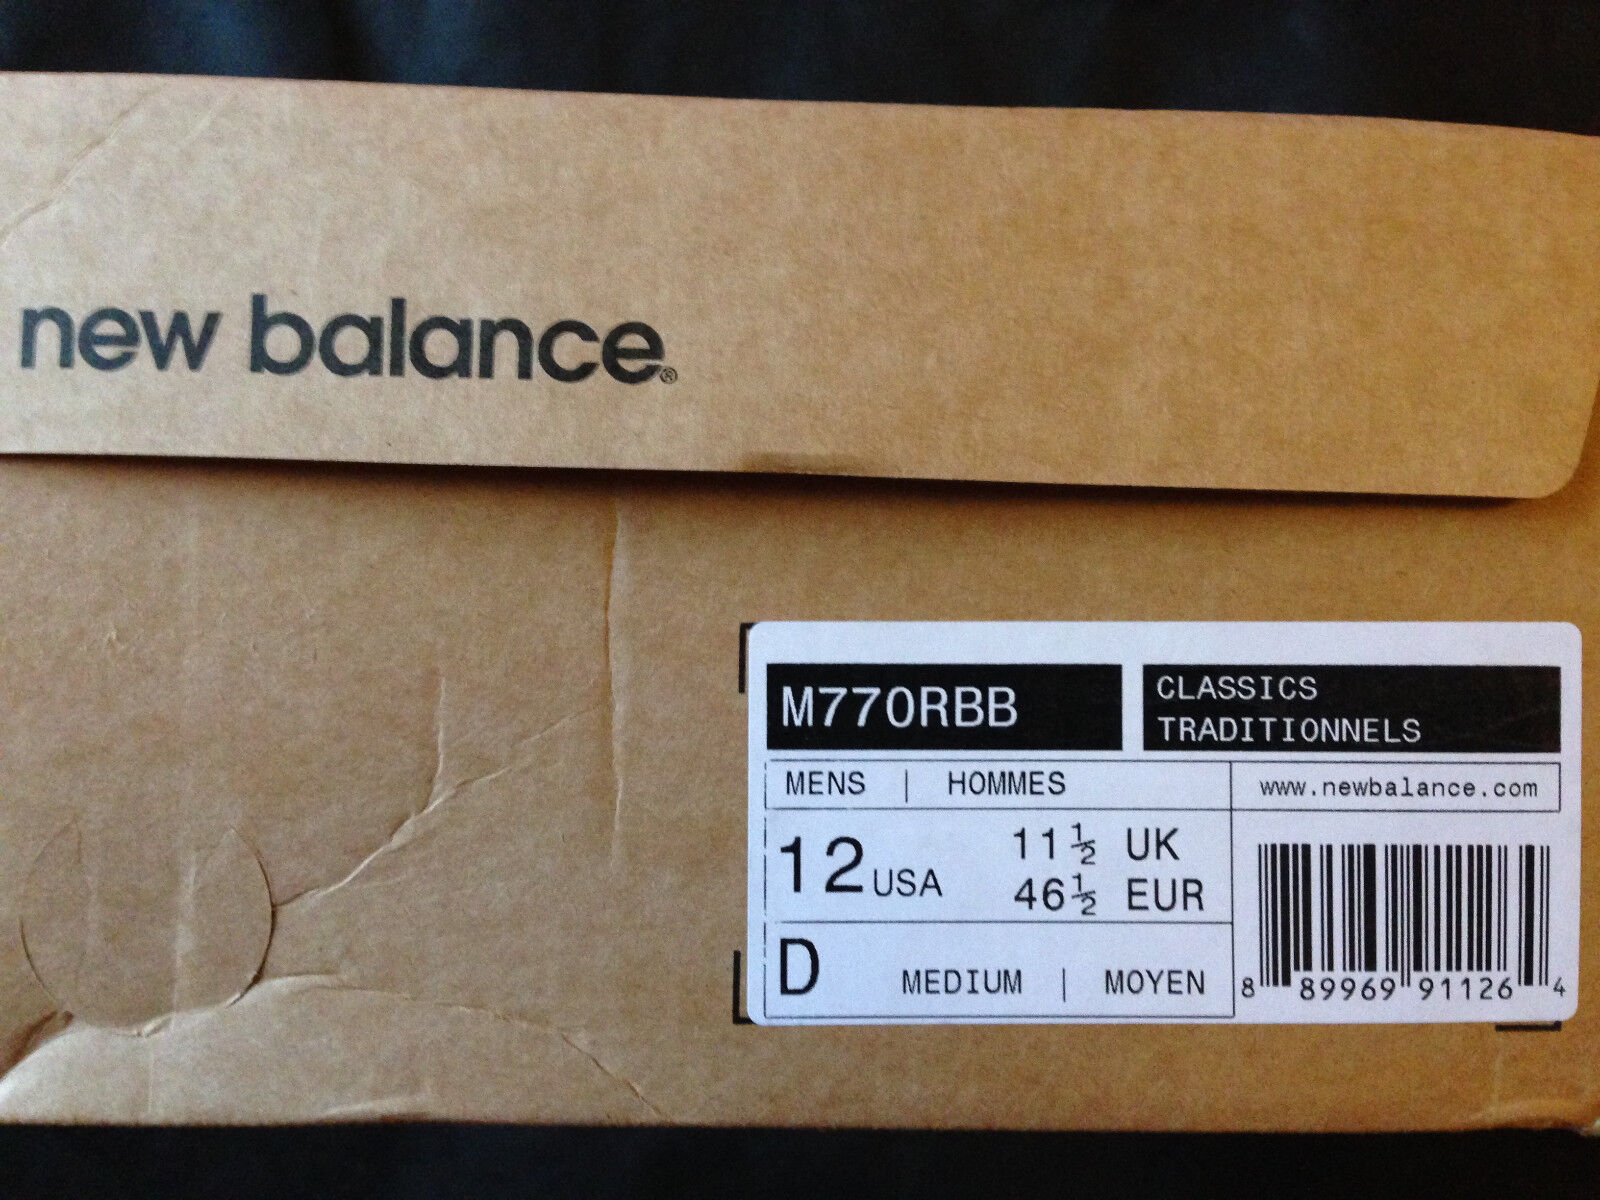 new balance®
M770RBB
CLASSICS
TRADITIONNELS
MENS | HOMMES
www.newbalance.com
12 USA
11 ½ UK
46 ½ EUR
D MEDIUM | MOYEN
8 89969 91126 4